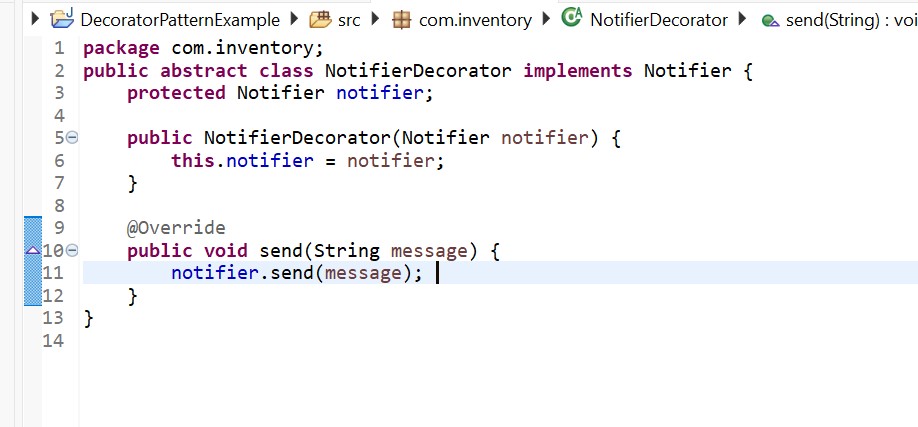 DecoratorPatternExample src com.inventory NotifierDecorator send(String) : voi
1 package com.inventory;
2 public abstract class NotifierDecorator implements Notifier {
3     protected Notifier notifier;
4
5     public NotifierDecorator(Notifier notifier) {
6         this.notifier = notifier;
7     }
8
9     @Override
10     public void send(String message) {
11         notifier.send(message);
12     }
13 }
14